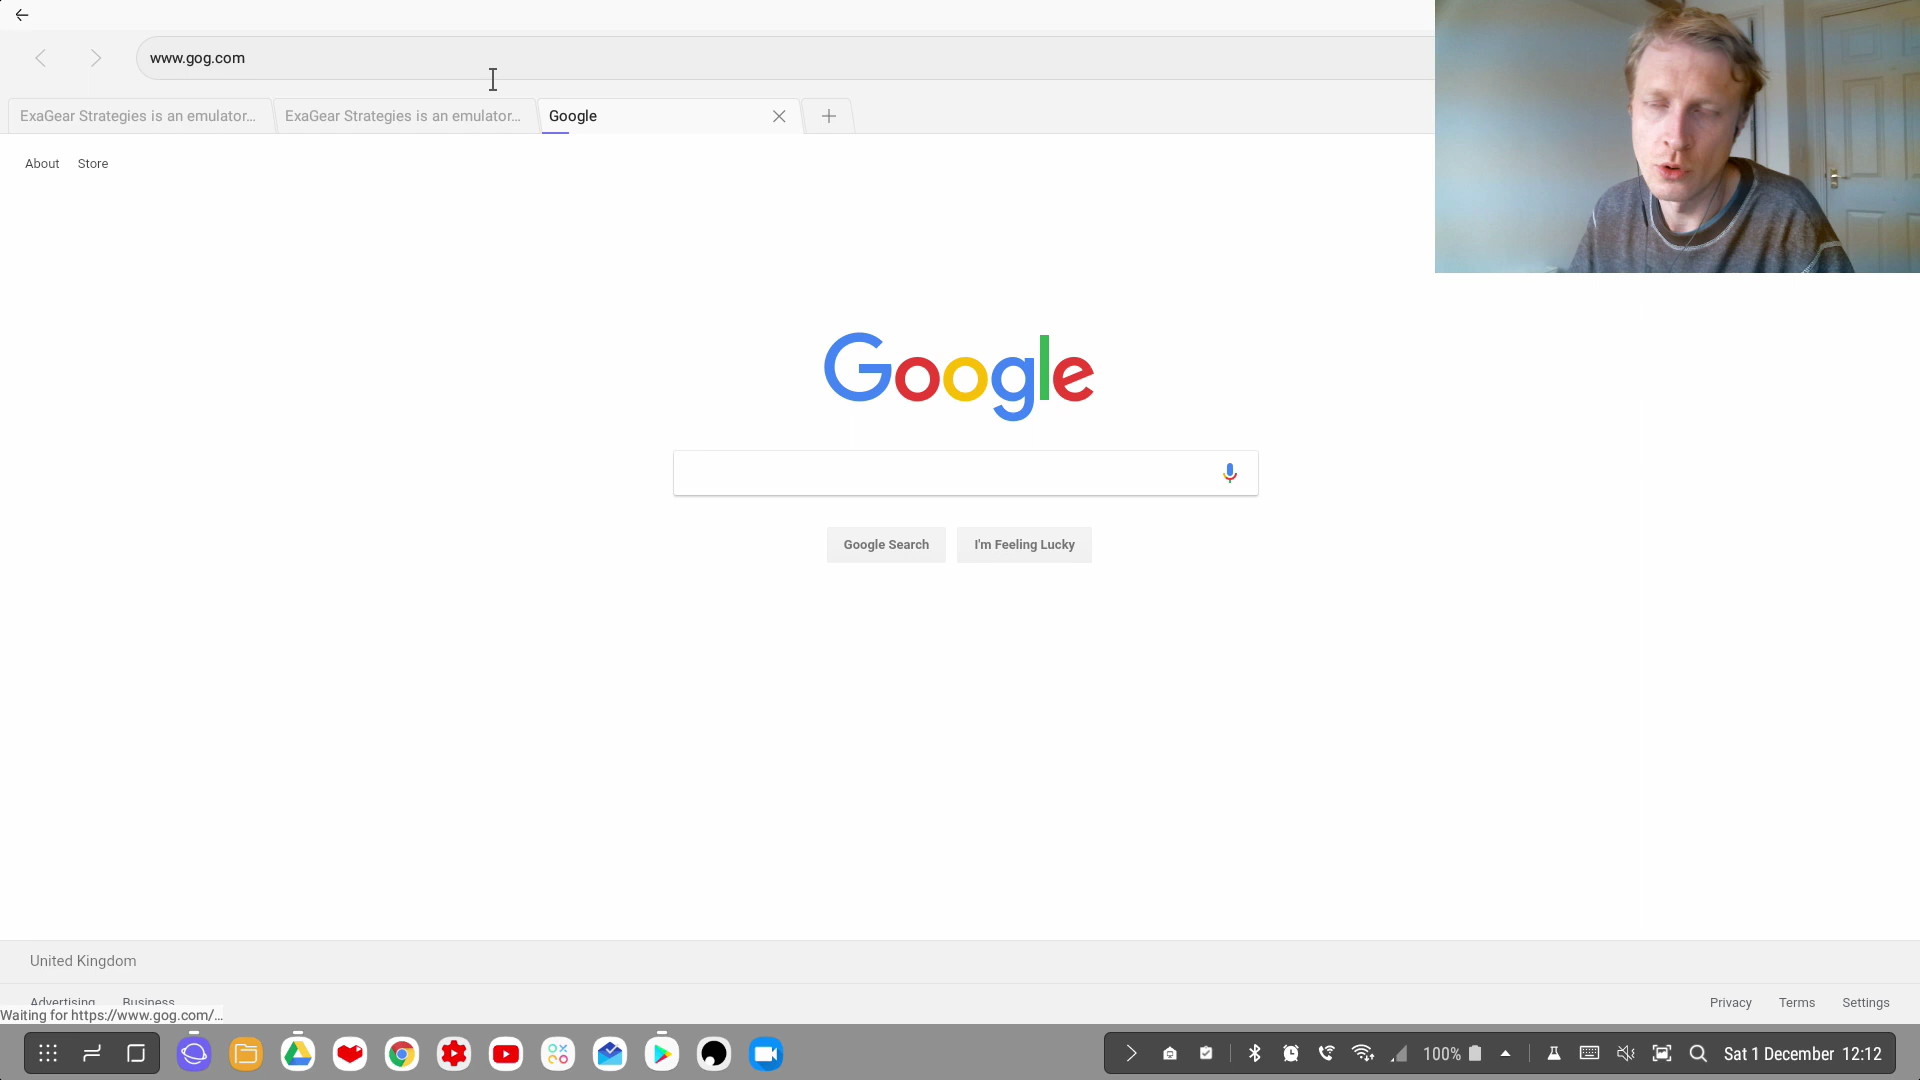 www.gog.com
ExaGear Strategies is an emulator...
ExaGear Strategies is an emulator...
Google
About Store
Google
Google Search
I'm Feeling Lucky
United Kingdom
Advertising Business
Privacy Terms Settings
Waiting for https://www.gog.com/...
100%
Sat 1 December 12:12